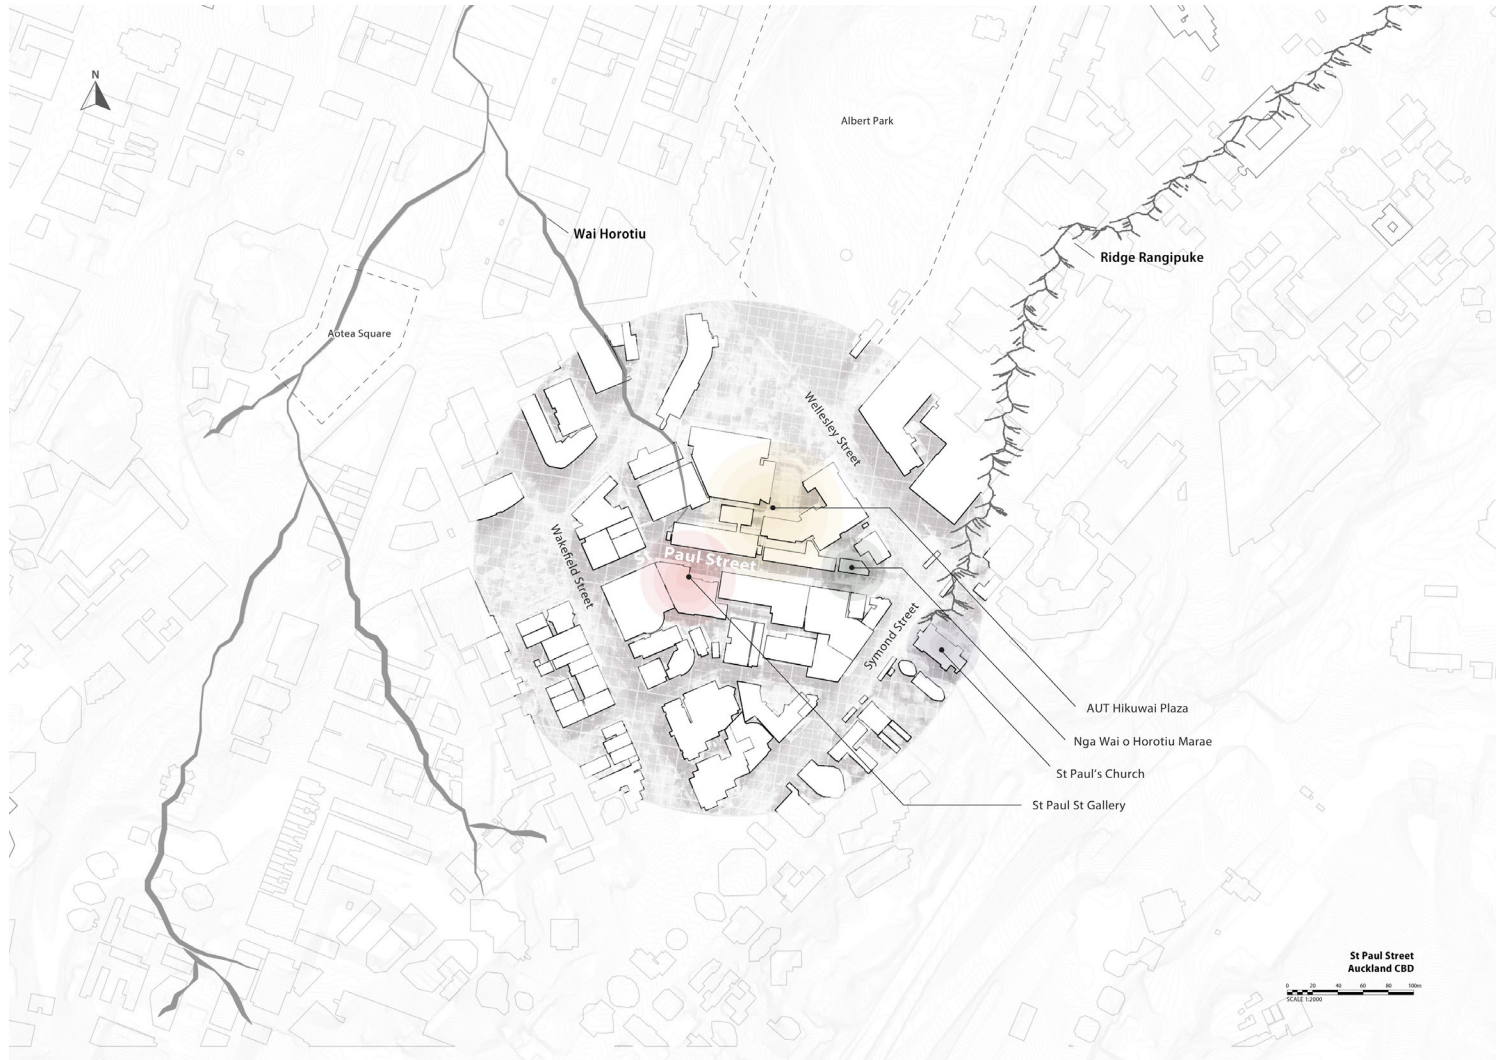 N
Albert Park
Wai Horotiu
Ridge Rangipuke
Aotea Square
Wellesley Street
Wakefield Street
St Paul Street
Symond Street
AUT Hikuwai Plaza
Nga Wai o Horotiu Marae
St Paul's Church
St Paul St Gallery
St Paul Street
Auckland CBD
0 20 40 60 80 100m
SCALE 1:2000